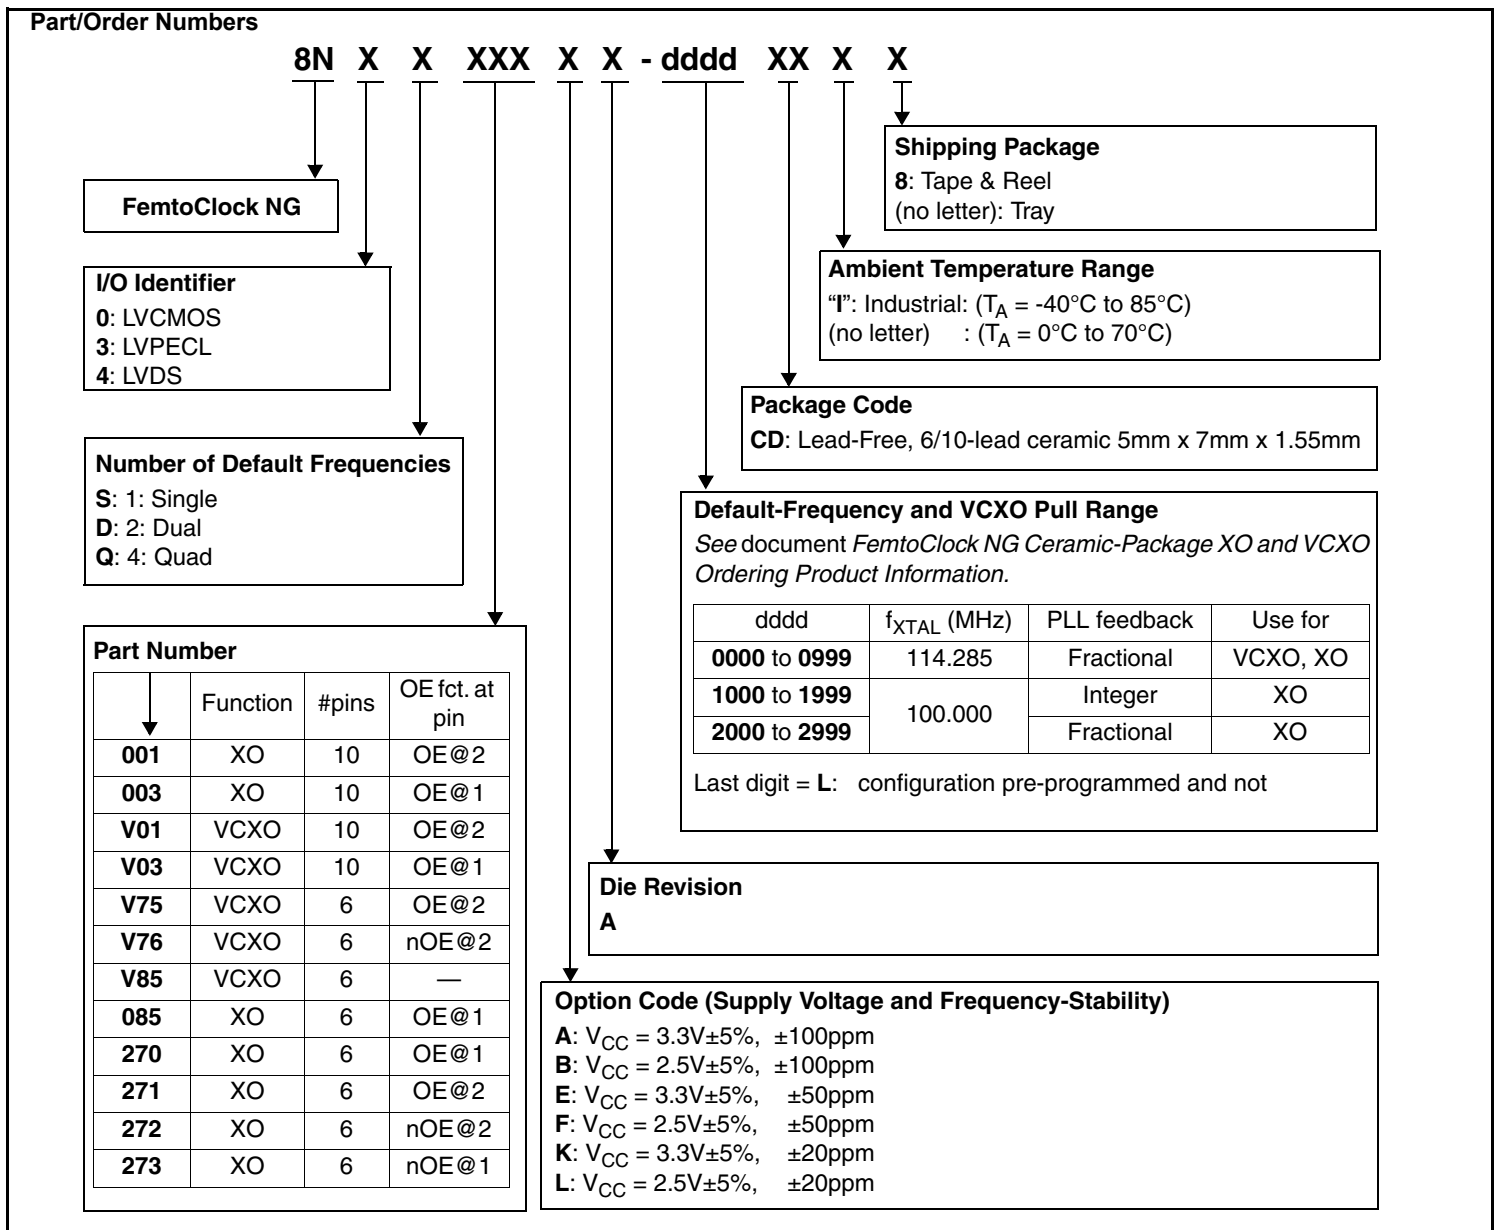 Part/Order Numbers
8N X X XXX X X - dddd XX X X
Shipping Package
8: Tape & Reel
(no letter): Tray
FemtoClock NG
Ambient Temperature Range
“I”: Industrial: (TA = -40°C to 85°C)
(no letter) : (TA = 0°C to 70°C)
I/O Identifier
0: LVCMOS
3: LVPECL
4: LVDS
Package Code
CD: Lead-Free, 6/10-lead ceramic 5mm x 7mm x 1.55mm
Number of Default Frequencies
S: 1: Single
D: 2: Dual
Q: 4: Quad
Default-Frequency and VCXO Pull Range
See document FemtoClock NG Ceramic-Package XO and VCXO
Ordering Product Information.
dddd fXTAL (MHz) PLL feedback Use for
0000 to 0999 114.285 Fractional VCXO, XO
1000 to 1999 100.000 Integer XO
2000 to 2999 Fractional XO
Last digit = L: configuration pre-programmed and not
Part Number
Function #pins OE fct. at
pin
001 XO 10 OE@2
003 XO 10 OE@1
V01 VCXO 10 OE@2
V03 VCXO 10 OE@1
V75 VCXO 6 OE@2
V76 VCXO 6 nOE@2
V85 VCXO 6 —
085 XO 6 OE@1
270 XO 6 OE@1
271 XO 6 OE@2
272 XO 6 nOE@2
273 XO 6 nOE@1
Die Revision
A
Option Code (Supply Voltage and Frequency-Stability)
A: VCC = 3.3V±5%, ±100ppm
B: VCC = 2.5V±5%, ±100ppm
E: VCC = 3.3V±5%, ±50ppm
F: VCC = 2.5V±5%, ±50ppm
K: VCC = 3.3V±5%, ±20ppm
L: VCC = 2.5V±5%, ±20ppm